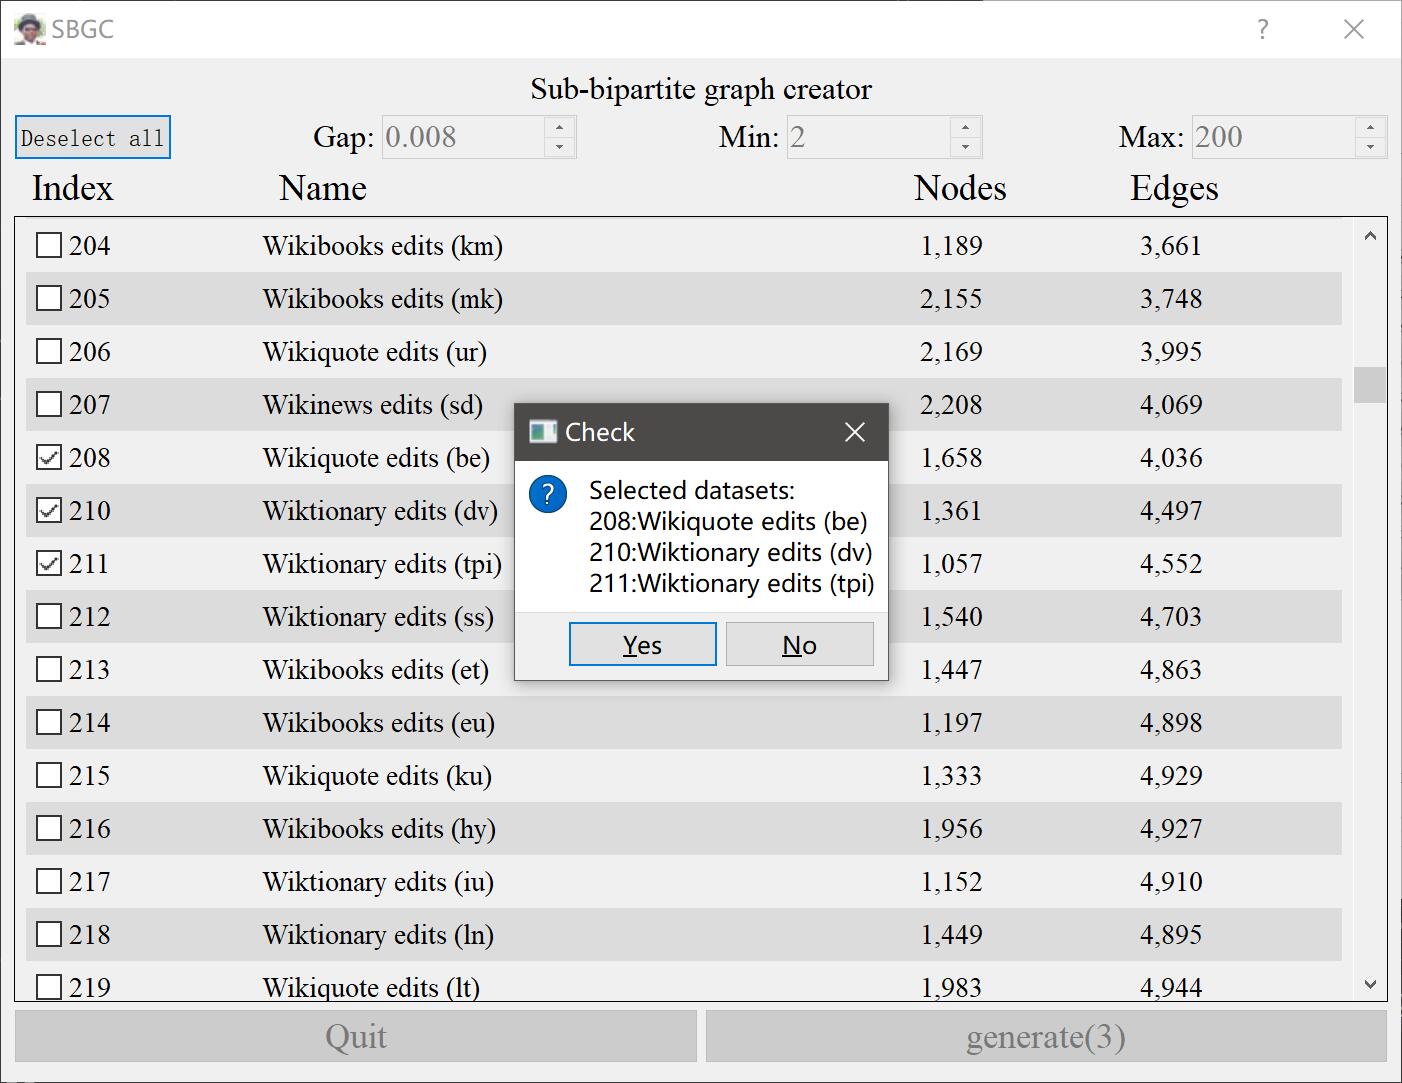 SBGC
?
Sub-bipartite graph creator
Deselect all Gap: 0.008 Min: 2 Max: 200
Index Name Nodes Edges
204 Wikibooks edits (km) 1,189 3,661
205 Wikibooks edits (mk) 2,155 3,748
206 Wikiquote edits (ur) 2,169 3,995
207 Wikinews edits (sd) 2,208 4,069
208 Wikiquote edits (be) 1,658 4,036
210 Wiktionary edits (dv) 1,361 4,497
211 Wiktionary edits (tpi) 1,057 4,552
212 Wiktionary edits (ss) 1,540 4,703
213 Wikibooks edits (et) 1,447 4,863
214 Wikibooks edits (eu) 1,197 4,898
215 Wikiquote edits (ku) 1,333 4,929
216 Wikibooks edits (hy) 1,956 4,927
217 Wiktionary edits (iu) 1,152 4,910
218 Wiktionary edits (ln) 1,449 4,895
219 Wikiquote edits (lt) 1,983 4,944
Check
?
Selected datasets:
208:Wikiquote edits (be)
210:Wiktionary edits (dv)
211:Wiktionary edits (tpi)
Yes No
Quit generate(3)